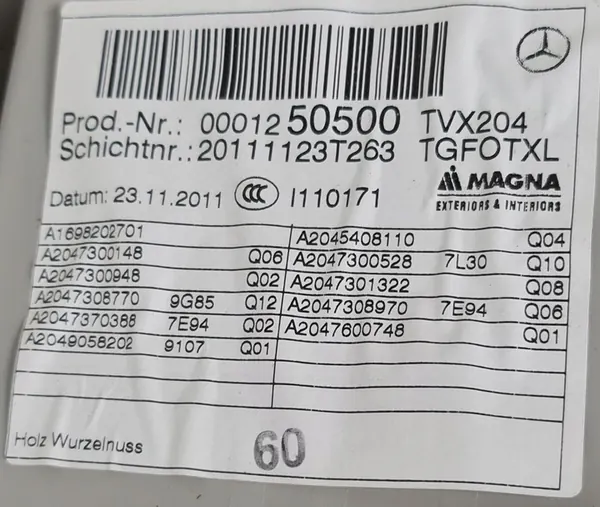 Prod.-Nr.: 0001250500 TVX204
Schichtnr.: 20111123T263 TGFOTXL
Datum: 23.11.2011 CCC I110171 MAGNA
EXTERIORS & INTERIORS
A1698202701 A2045408110 Q04
A2047300148 Q06 A2047300528 7L30 Q10
A2047300948 Q02 A2047301322 Q08
A2047308770 9G85 Q12 A2047308970 7E94 Q06
A2047370388 7E94 Q02 A2047600748 Q01
A2049058202 9107 Q01
Holz Wurzelnuss 60